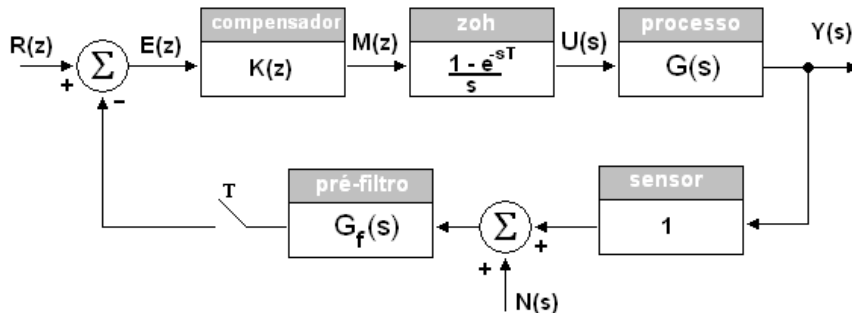 compensador
zoh
processo
R(z)
E(z)
M(z)
U(s)
Y(s)
Σ
+
−
K(z)
1 - e^-sT
s
G(s)
pré-filtro
sensor
T
G_f(s)
Σ
+
+
1
N(s)